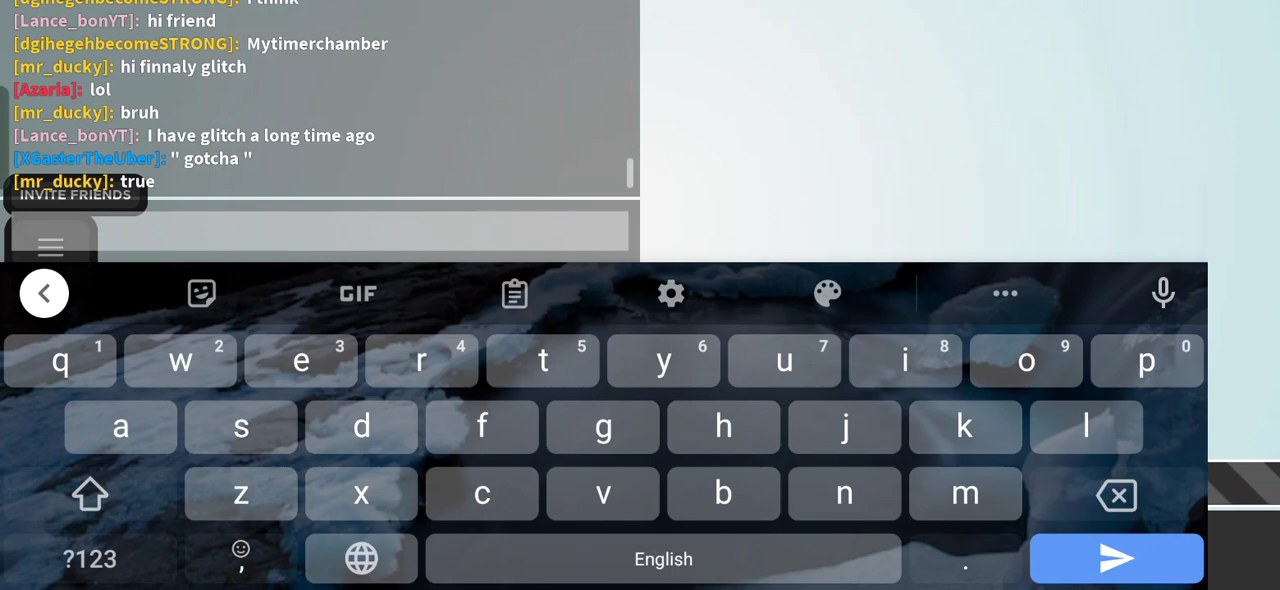 [dgihegehbecomeSTRONG]: I think
[Lance_bonYT]: hi friend
[dgihegehbecomeSTRONG]: Mytimerchamber
[mr_ducky]: hi finnaly glitch
[Azaria]: lol
[mr_ducky]: bruh
[Lance_bonYT]: I have glitch a long time ago
[XGasterTheUber]: " gotcha "
[mr_ducky]: true
INVITE FRIENDS
GIF
q 1 w 2 e 3 r 4 t 5 y 6 u 7 i 8 o 9 p 0
a s d f g h j k l
z x c v b n m
?123 , English .